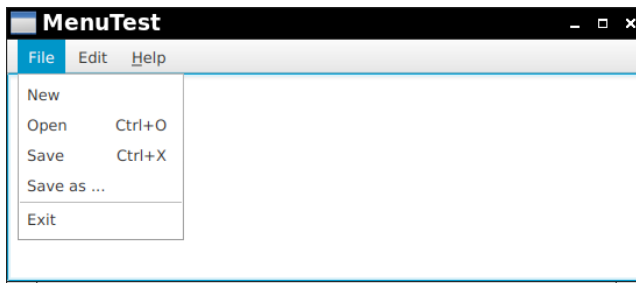 MenuTest
File Edit Help
New
Open Ctrl+O
Save Ctrl+X
Save as ...
Exit